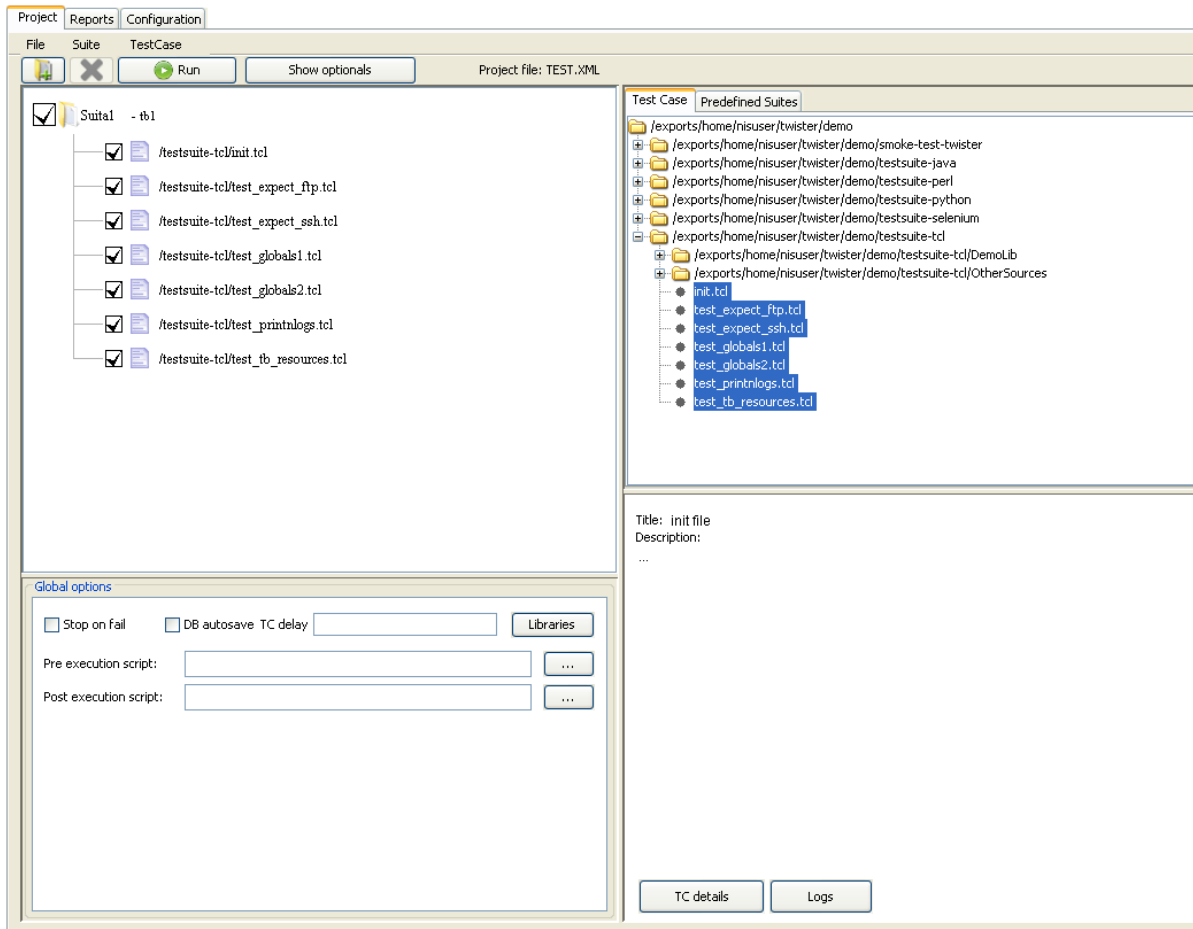 Project Reports Configuration
File Suite TestCase
Run Show optionals Project file: TEST.XML
Suita1 - tb1
/testsuite-tcl/init.tcl
/testsuite-tcl/test_expect_ftp.tcl
/testsuite-tcl/test_expect_ssh.tcl
/testsuite-tcl/test_globals1.tcl
/testsuite-tcl/test_globals2.tcl
/testsuite-tcl/test_printnlogs.tcl
/testsuite-tcl/test_tb_resources.tcl
Test Case Predefined Suites
/exports/home/nisuser/twister/demo
/exports/home/nisuser/twister/demo/smoke-test-twister
/exports/home/nisuser/twister/demo/testsuite-java
/exports/home/nisuser/twister/demo/testsuite-perl
/exports/home/nisuser/twister/demo/testsuite-python
/exports/home/nisuser/twister/demo/testsuite-selenium
/exports/home/nisuser/twister/demo/testsuite-tcl
/exports/home/nisuser/twister/demo/testsuite-tcl/DemoLib
/exports/home/nisuser/twister/demo/testsuite-tcl/OtherSources
init.tcl
test_expect_ftp.tcl
test_expect_ssh.tcl
test_globals1.tcl
test_globals2.tcl
test_printnlogs.tcl
test_tb_resources.tcl
Global options
Stop on fail DB autosave TC delay Libraries
Pre execution script: ...
Post execution script: ...
Title: init file
Description:
...
TC details Logs